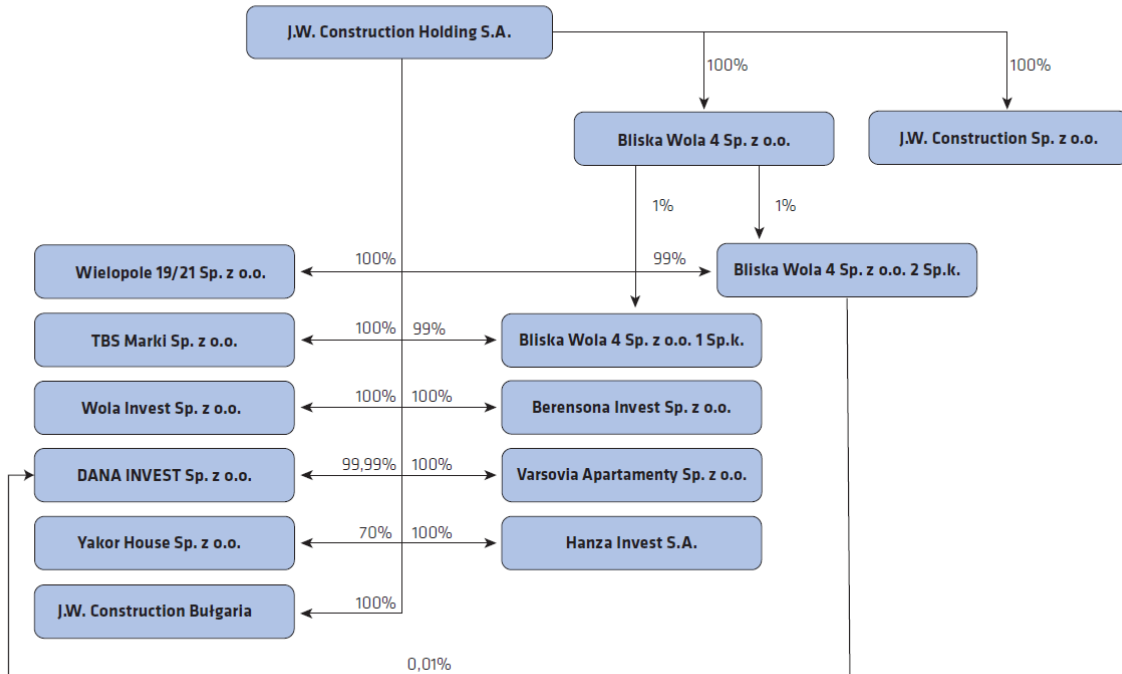 J.W. Construction Holding S.A.
100%
100%
Bliska Wola 4 Sp. z o.o.
J.W. Construction Sp. z o.o.
1%
1%
Wielopole 19/21 Sp. z o.o.
100%
99%
Bliska Wola 4 Sp. z o.o. 2 Sp.k.
TBS Marki Sp. z o.o.
100%
99%
Bliska Wola 4 Sp. z o.o. 1 Sp.k.
Wola Invest Sp. z o.o.
100%
100%
Berensona Invest Sp. z o.o.
DANA INVEST Sp. z o.o.
99,99%
100%
Varsovia Apartamenty Sp. z o.o.
Yakor House Sp. z o.o.
70%
100%
Hanza Invest S.A.
J.W. Construction Bułgaria
100%
0,01%